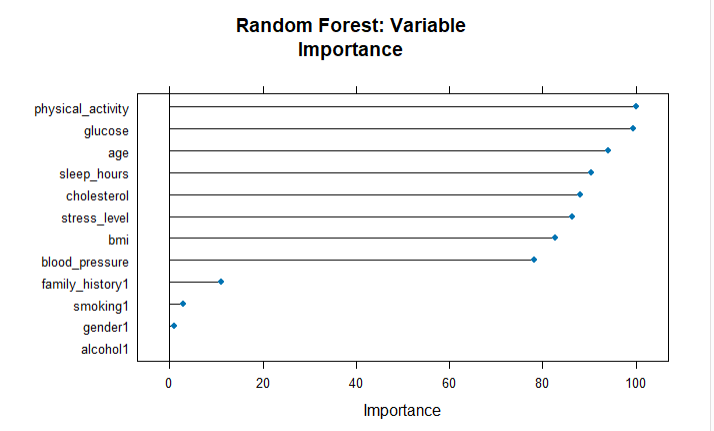 Random Forest: Variable
Importance
physical_activity
glucose
age
sleep_hours
cholesterol
stress_level
bmi
blood_pressure
family_history1
smoking1
gender1
alcohol1
0 20 40 60 80 100
Importance